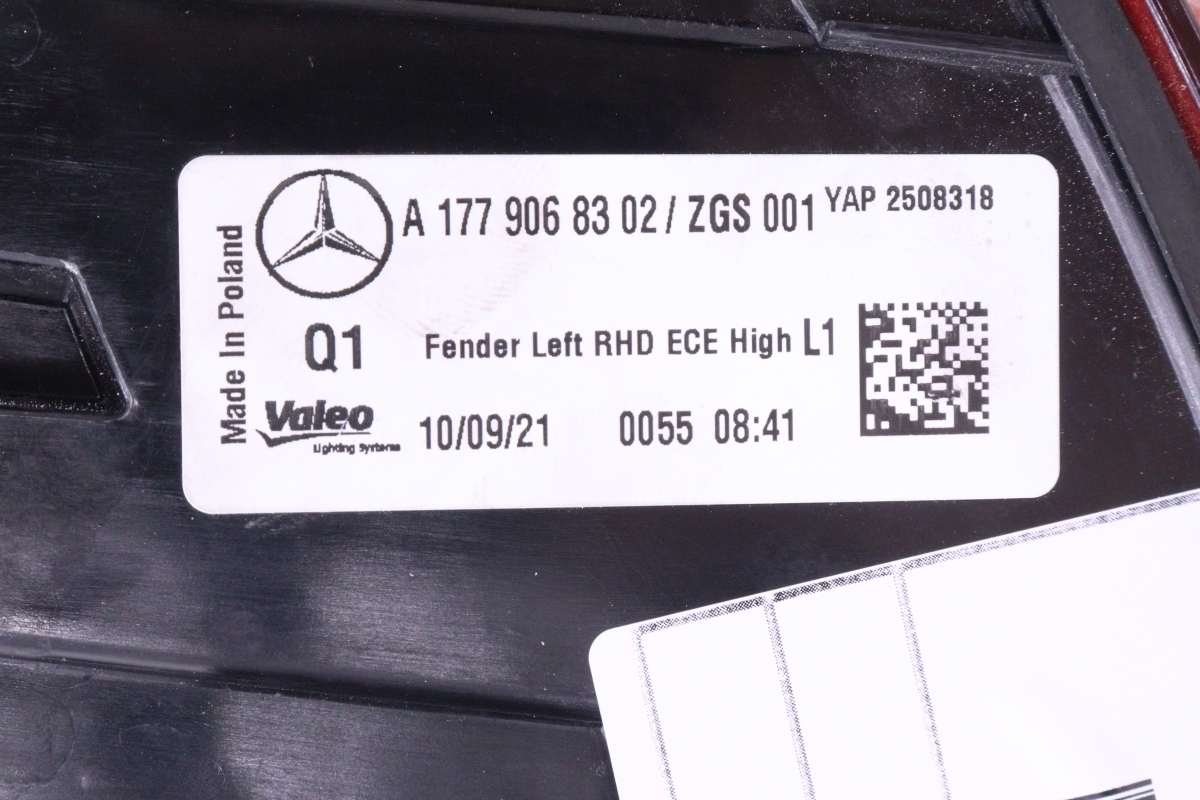 Made In Poland
A 177 906 83 02 / ZGS 001 YAP 2508318
Q1 Fender Left RHD ECE High L1
Valeo
Lighting Systems
10/09/21 0055 08:41